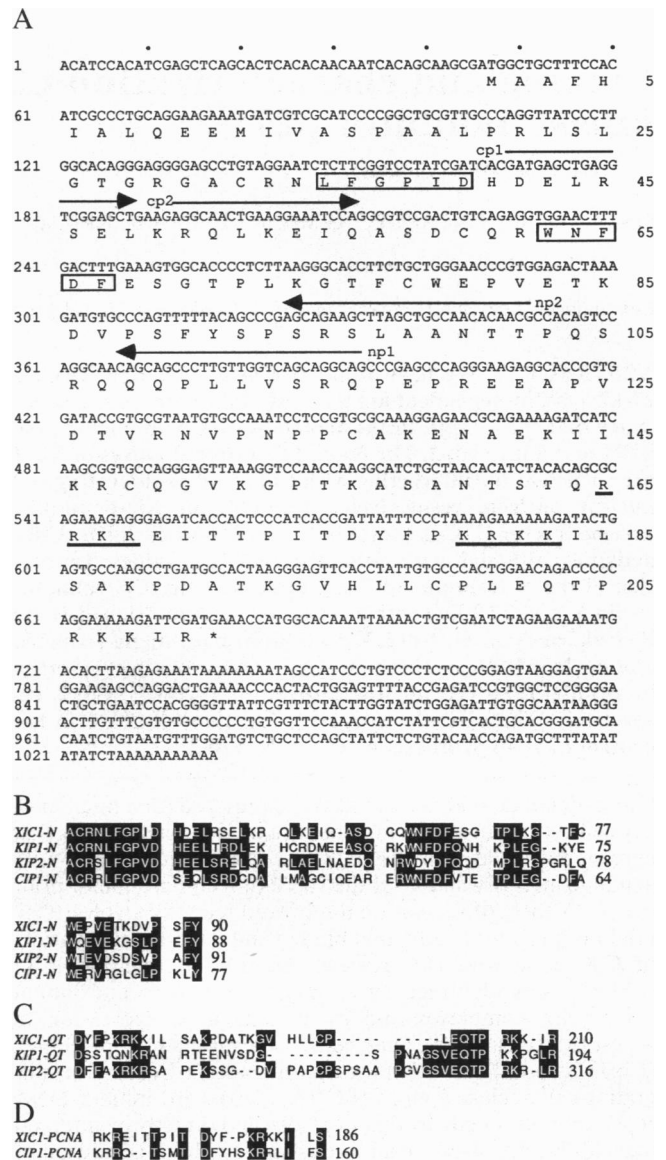 A
1 ACATCCACATCGAGCTCAGCACTCACACAACAATCACAGCAAGCGATGGCTGCTTTCCAC
M A A F H 5
61 ATCGCCCTGCAGGAAGAAATGATCGTCGCATCCCCGGCTGCGTTGCCCAGGTTATCCCTT
I A L Q E E M I V A S P A A L P R L S L 25
cp1
121 GGCACAGGGAGGGGAGCCTGTAGGAATCTCTTCGGTCCTATCGATCACGATGAGCTGAGG
G T G R G A C R N L F G P I D H D E L R 45
cp2
181 TCGGAGCTGAAGAGGCAACTGAAGGAAATCCAGGCGTCCGACTGTCAGAGGTGGAACTTT
S E L K R Q L K E I Q A S D C Q R W N F 65
241 GACTTTGAAAGTGGCACCCCTCTTAAGGGCACCTTCTGCTGGGAACCCGTGGAGACTAAA
D F E S G T P L K G T F C W E P V E T K 85
np2
301 GATGTGCCCAGTTTTTACAGCCCGAGCAGAAGCTTAGCTGCCAACACAACGCCACAGTCC
D V P S F Y S P S R S L A A N T T P Q S 105
np1
361 AGGCAACAGCAGCCCTTGTTGGTCAGGCAGCCCGAGCCCAGGGAAGAGGCACCCGTG
R Q Q Q P L L V S R Q P E P R E E A P V 125
421 GATACCGTGCGTAATGTGCCAAATCCTCCGTGCGCAAAGGAGAACGCAGAAAAGATCATC
D T V R N V P N P P C A K E N A E K I I 145
481 AAGCGGTGCCAGGGAGTTAAAGGTCCAACCAAGGCATCTGCTAACACATCTACACAGCGC
K R C Q G V K G P T K A S A N T S T Q R 165
541 AGAAAGAGGGAGATCACCACTCCCATCACCGATTATTTCCCTAAAAGAAAAAAGATACTG
R K R E I T T P I T D Y F P K R K K I L 185
601 AGTGCCAAGCCTGATGCCACTAAGGGAGTTCACCTATTGTGCCCACTGGAACAGACCCCC
S A K P D A T K G V H L L C P L E Q T P 205
661 AGGAAAAAGATTCGATGAAACCATGGCACAAATTAAAACTGTCGAATCTAGAAGAAAATG
R K K I R * 
721 ACACTTAAGAGAAATAAAAAAAATAGCCATCCCTGTCCCTCTCCCGGAGTAAGGAGTGAA
781 GGAAGAGCCAGGACTGAAAACCCACTACTGGAGTTTTACCGAGATCCGTGGCTCCGGGGA
841 CTGCTGAATCCACGGGGTTATTCGTTTCTACTTGGTATCTGGAGATTGTGGCAATAAGGG
901 ACTTGTTTCGTGTGCCCCCTGTGGTTCCAAACCATCTATTCGTCACTGCACGGGATGCA
961 CAATCTGTAATGTTTGGATGTCTGCTCCAGCTATTCTCTGTACAACCAGATGCTTTATAT
1021 ATATCTAAAAAAAAAAA
B
XIC1-N ACRNLFGPID HDELRSELKR QLKEIQ-ASD CQRWNFDFESG TPLKG--TFC 77
KIP1-N ACRNLFGPVD HEELTRDLEK HCRDMEEASQ RKWNFDFQNH KPLEG--KYE 75
KIP2-N ACRSLFGPVD HEELSRELQA RLAELNAEDQ NRWDYDFQQD MPLRGPGRLQ 78
CIP1-N ACRRLFGPVD SEQLSRDCDA LMAGCIQEAR ERWNFDFVTE TPLEG--DFA 64
XIC1-N WEPVETKDVP SFY 90
KIP1-N WQEVEKGSLP EFY 88
KIP2-N WTEVDSDSVP AFY 91
CIP1-N WERVRGLGLP KLY 77
C
XIC1-QT DYFPKRKKIL SAKPDATKGV HLLCP----- -----LEQTP RKK-IR 210
KIP1-QT DSSTQNKRAN RTEENVSDG- ---------S PNAGSVEQTP KKPGLR 194
KIP2-QT DFFAKRKRSA PEKSSG--DV PAPCPSPSAA PGVGSVEQTP RKR-LR 316
D
XIC1-PCNA RKREITTPIT DYF-PKRKKI LS 186
CIP1-PCNA KRRQ--TSMT DFYHSKRRLI FS 160